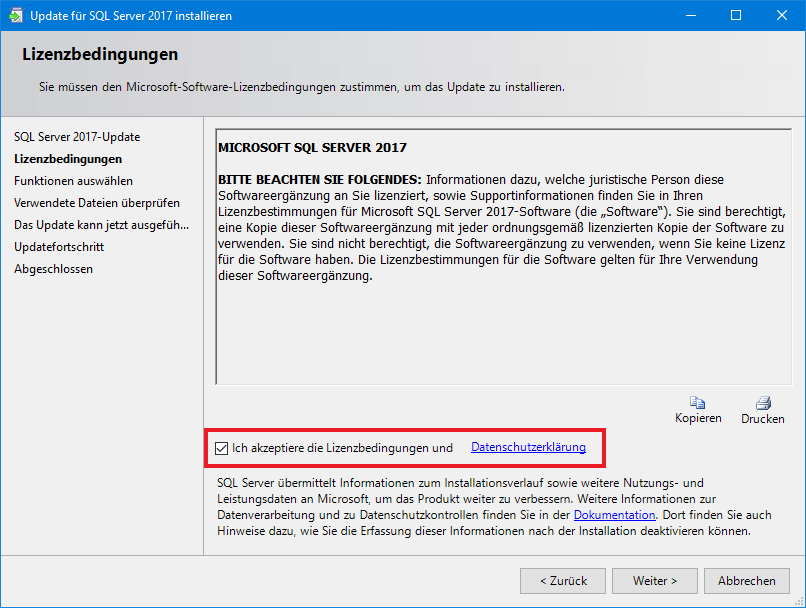 Update für SQL Server 2017 installieren
Lizenzbedingungen
Sie müssen den Microsoft-Software-Lizenzbedingungen zustimmen, um das Update zu installieren.
SQL Server 2017-Update
Lizenzbedingungen
Funktionen auswählen
Verwendete Dateien überprüfen
Das Update kann jetzt ausgefüh...
Updatefortschritt
Abgeschlossen
MICROSOFT SQL SERVER 2017
BITTE BEACHTEN SIE FOLGENDES: Informationen dazu, welche juristische Person diese
Softwareergänzung an Sie lizenziert, sowie Supportinformationen finden Sie in Ihren
Lizenzbestimmungen für Microsoft SQL Server 2017-Software (die „Software“). Sie sind berechtigt,
eine Kopie dieser Softwareergänzung mit jeder ordnungsgemäß lizenzierten Kopie der Software zu
verwenden. Sie sind nicht berechtigt, die Softwareergänzung zu verwenden, wenn Sie keine Lizenz
für die Software haben. Die Lizenzbestimmungen für die Software gelten für Ihre Verwendung
dieser Softwareergänzung.
Kopieren
Drucken
Ich akzeptiere die Lizenzbedingungen und Datenschutzerklärung
SQL Server übermittelt Informationen zum Installationsverlauf sowie weitere Nutzungs- und
Leistungsdaten an Microsoft, um das Produkt weiter zu verbessern. Weitere Informationen zur
Datenverarbeitung und zu Datenschutzkontrollen finden Sie in der Dokumentation. Dort finden Sie auch
Hinweise dazu, wie Sie die Erfassung dieser Informationen nach der Installation deaktivieren können.
< Zurück
Weiter >
Abbrechen